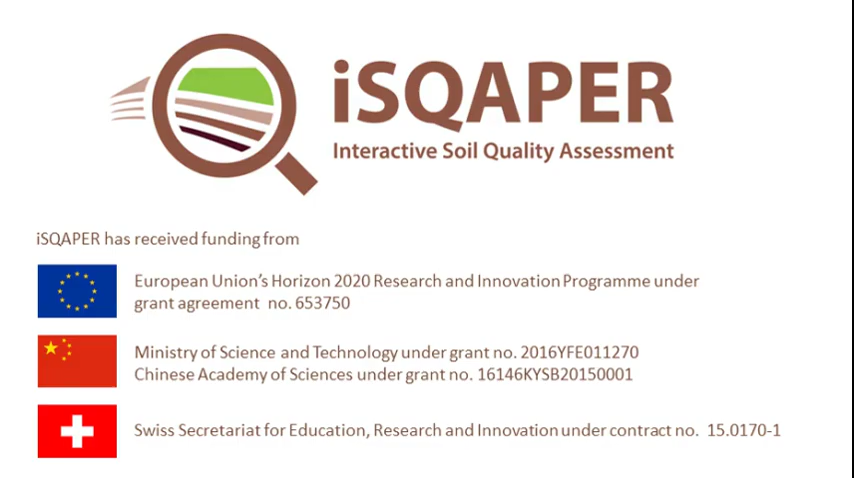 iSQAPER
Interactive Soil Quality Assessment
iSQAPER has received funding from
European Union's Horizon 2020 Research and Innovation Programme under
grant agreement no. 653750
Ministry of Science and Technology under grant no. 2016YFE011270
Chinese Academy of Sciences under grant no. 16146KYSB20150001
Swiss Secretariat for Education, Research and Innovation under contract no. 15.0170-1